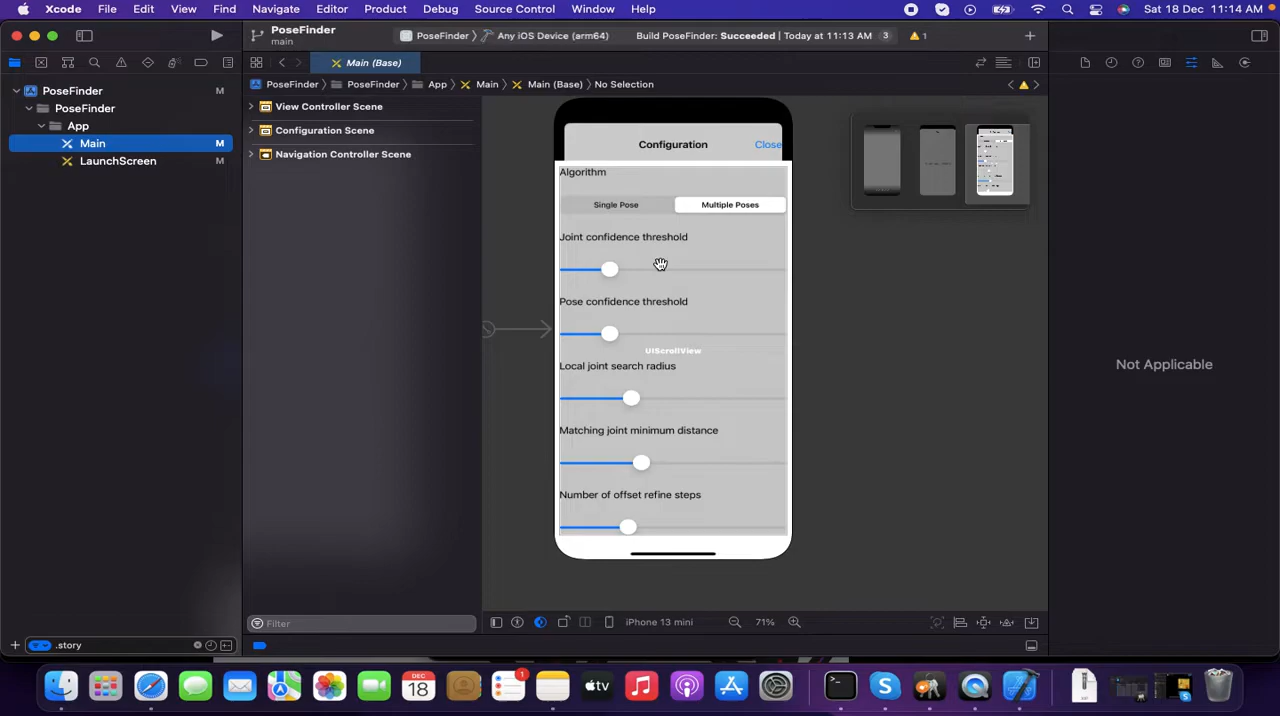 Xcode File Edit View Find Navigate Editor Product Debug Source Control Window Help Sat 18 Dec 11:14 AM
PoseFinder
main
PoseFinder Any iOS Device (arm64) Build PoseFinder: Succeeded | Today at 11:13 AM 3 1
Main (Base)
PoseFinder M
PoseFinder
App
Main M
LaunchScreen M
PoseFinder PoseFinder App Main Main (Base) No Selection
View Controller Scene
Configuration Scene
Navigation Controller Scene
Configuration Close
Algorithm
Single Pose Multiple Poses
Joint confidence threshold
Pose confidence threshold
UIScrollView
Local joint search radius
Matching joint minimum distance
Number of offset refine steps
Not Applicable
Filter
iPhone 13 mini 71%
.story
DEC
18
1
tv